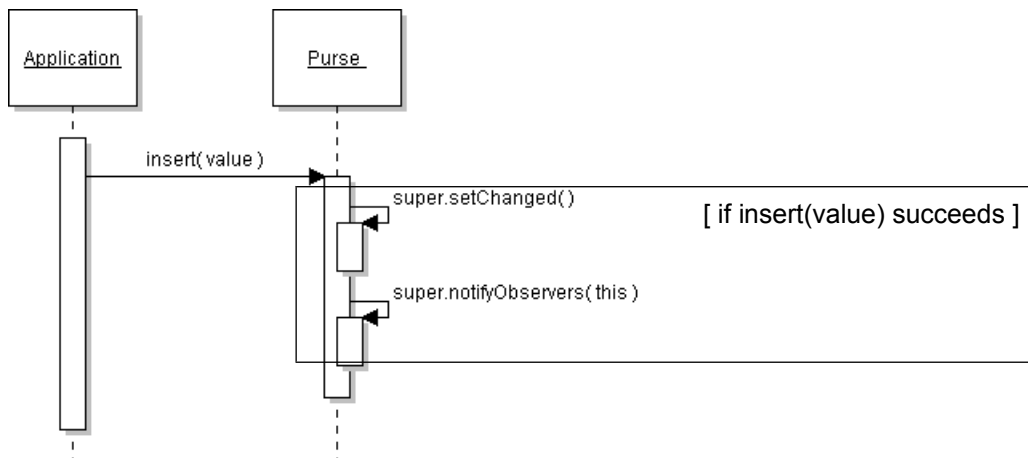 Application
Purse
insert( value )
super.setChanged( )
[ if insert(value) succeeds ]
super.notifyObservers( this )